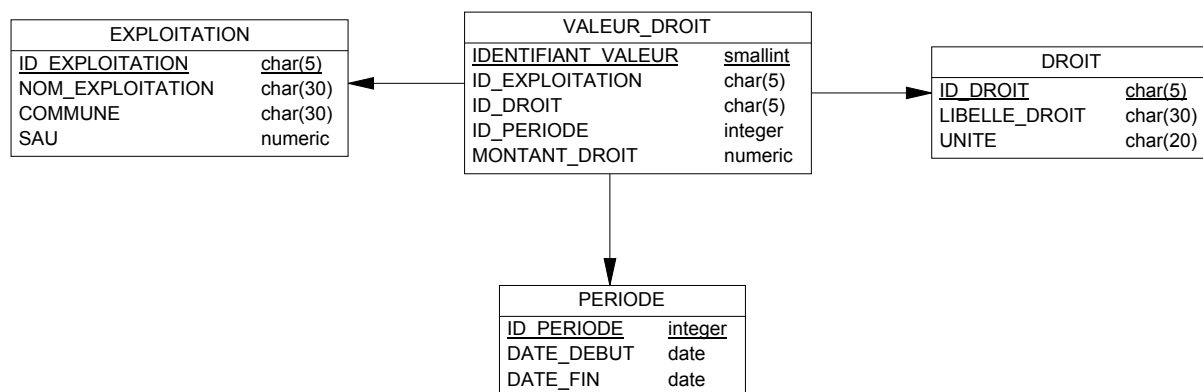 EXPLOITATION
ID_EXPLOITATION char(5)
NOM_EXPLOITATION char(30)
COMMUNE char(30)
SAU numeric
VALEUR_DROIT
IDENTIFIANT_VALEUR smallint
ID_EXPLOITATION char(5)
ID_DROIT char(5)
ID_PERIODE integer
MONTANT_DROIT numeric
DROIT
ID_DROIT char(5)
LIBELLE_DROIT char(30)
UNITE char(20)
PERIODE
ID_PERIODE integer
DATE_DEBUT date
DATE_FIN date